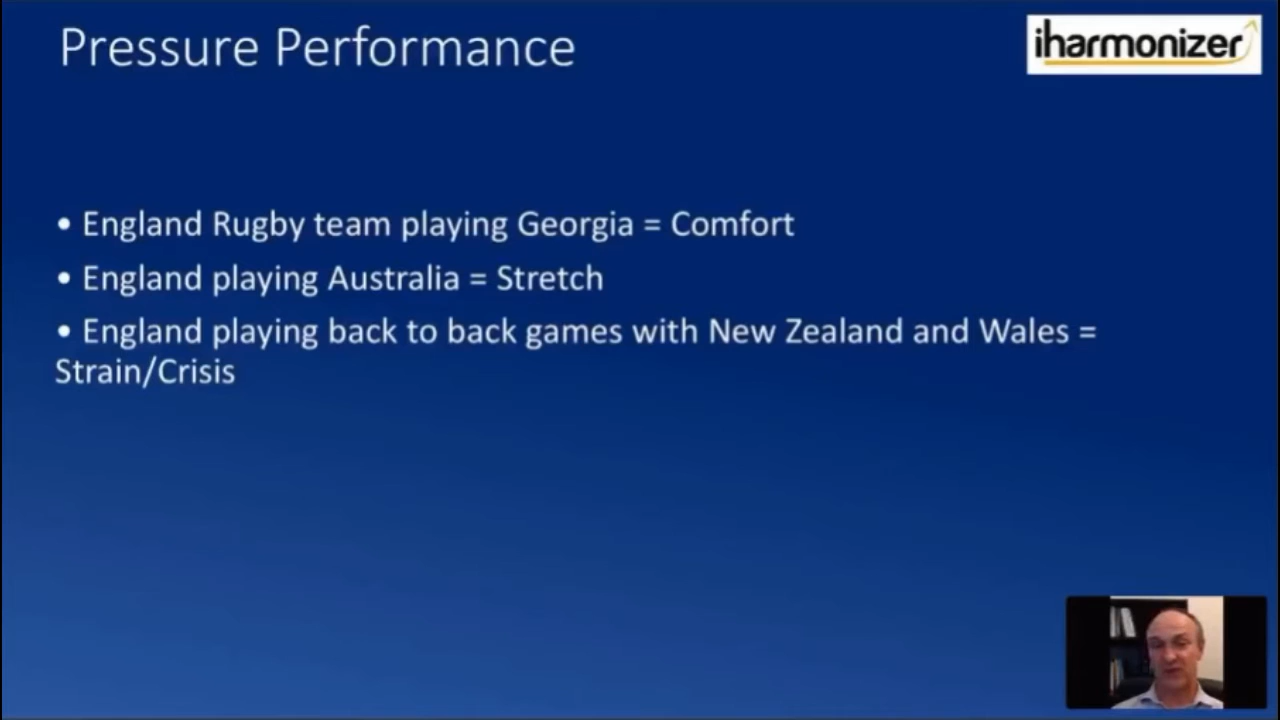 Pressure Performance
iharmonizer
• England Rugby team playing Georgia = Comfort
• England playing Australia = Stretch
• England playing back to back games with New Zealand and Wales =
Strain/Crisis